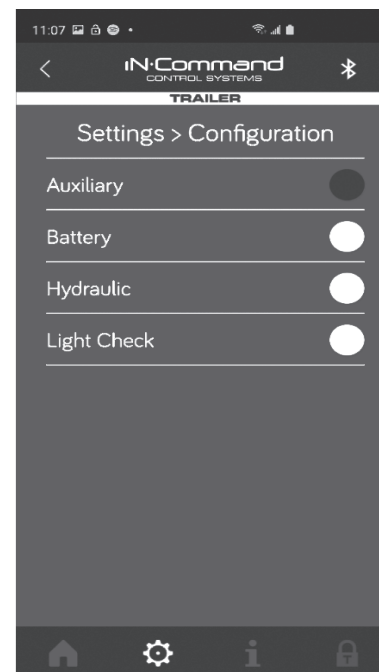 11:07
iN·Command
CONTROL SYSTEMS
TRAILER
Settings > Configuration
Auxiliary
Battery
Hydraulic
Light Check